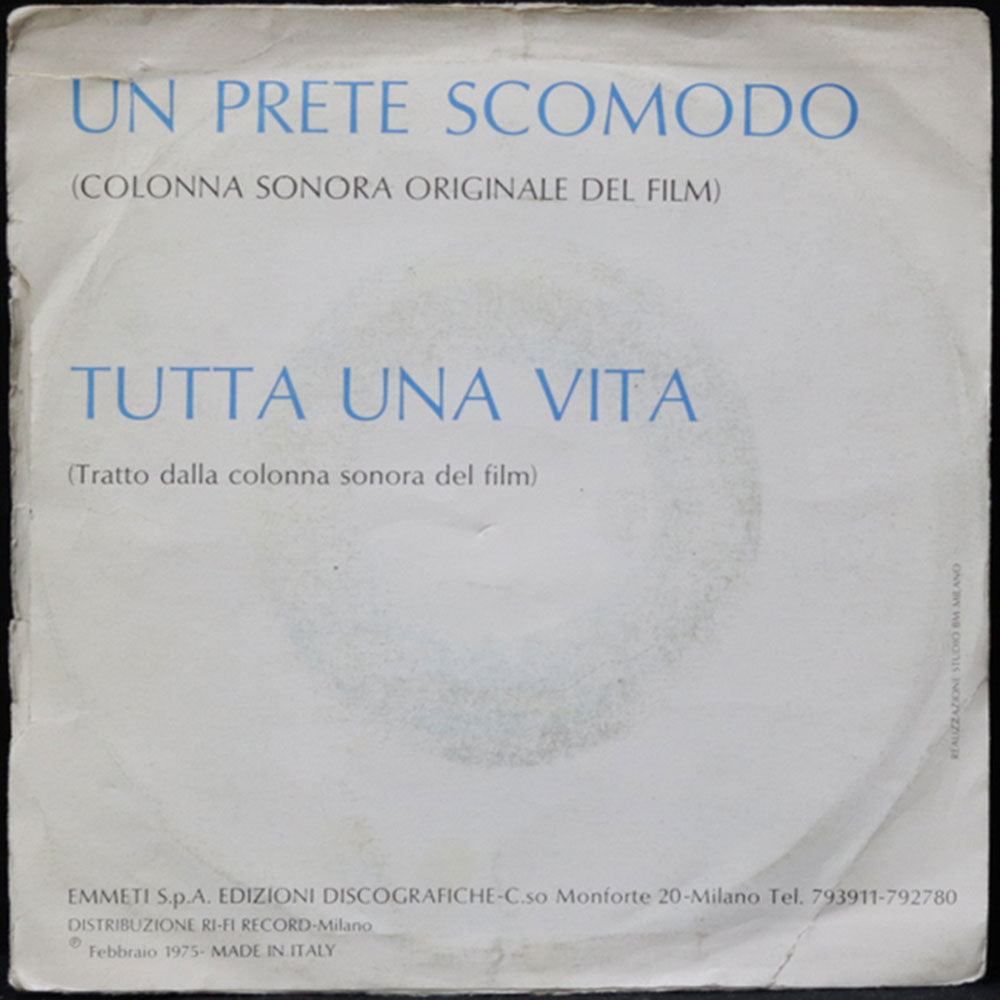 UN PRETE SCOMODO
(COLONNA SONORA ORIGINALE DEL FILM)
TUTTA UNA VITA
(Tratto dalla colonna sonora del film)
REALIZZAZIONE STUDIO BM MILANO
EMMETI S.p.A. EDIZIONI DISCOGRAFICHE-C.so Monforte 20-Milano Tel. 793911-792780
DISTRIBUZIONE RI-FI RECORD-Milano
℗ Febbraio 1975- MADE IN ITALY